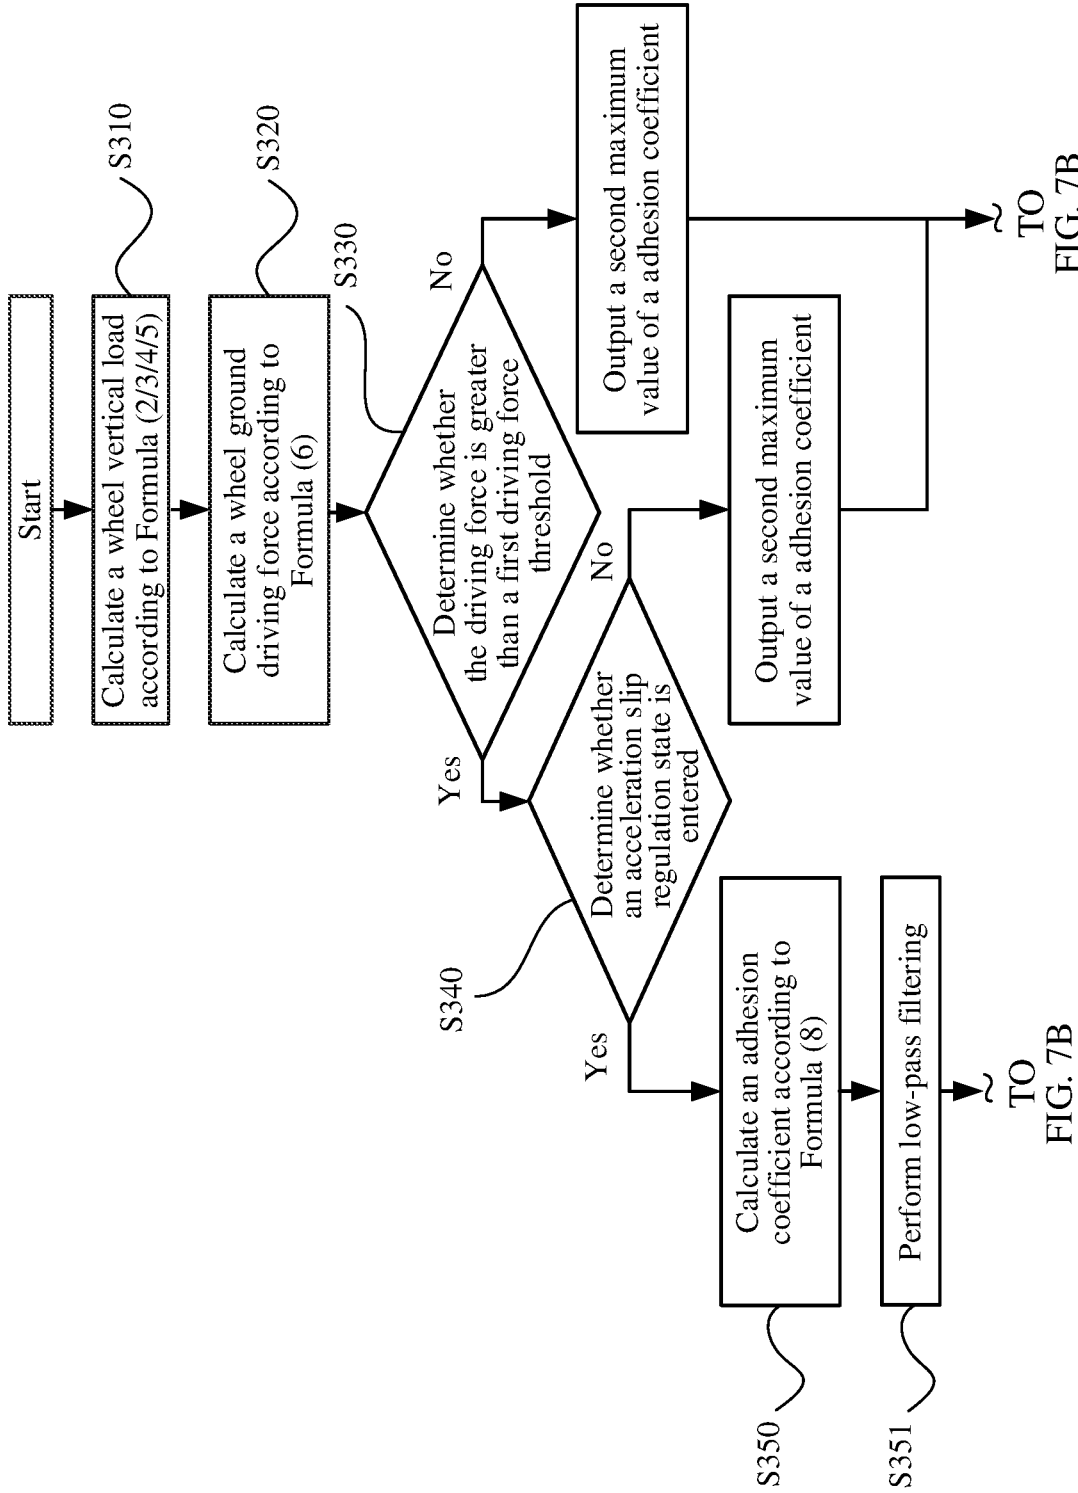 Start
Calculate a wheel vertical load
according to Formula (2/3/4/5)
S310
Calculate a wheel ground
driving force according to
Formula (6)
S320
Determine whether
the driving force is greater
than a first driving force
threshold
S330
Yes
No
Determine whether
an acceleration slip
regulation state is
entered
S340
Output a second maximum
value of a adhesion coefficient
Yes
No
Calculate an adhesion
coefficient according to
Formula (8)
S350
Output a second maximum
value of a adhesion coefficient
Perform low-pass filtering
S351
~
TO
FIG. 7B
~
TO
FIG. 7B